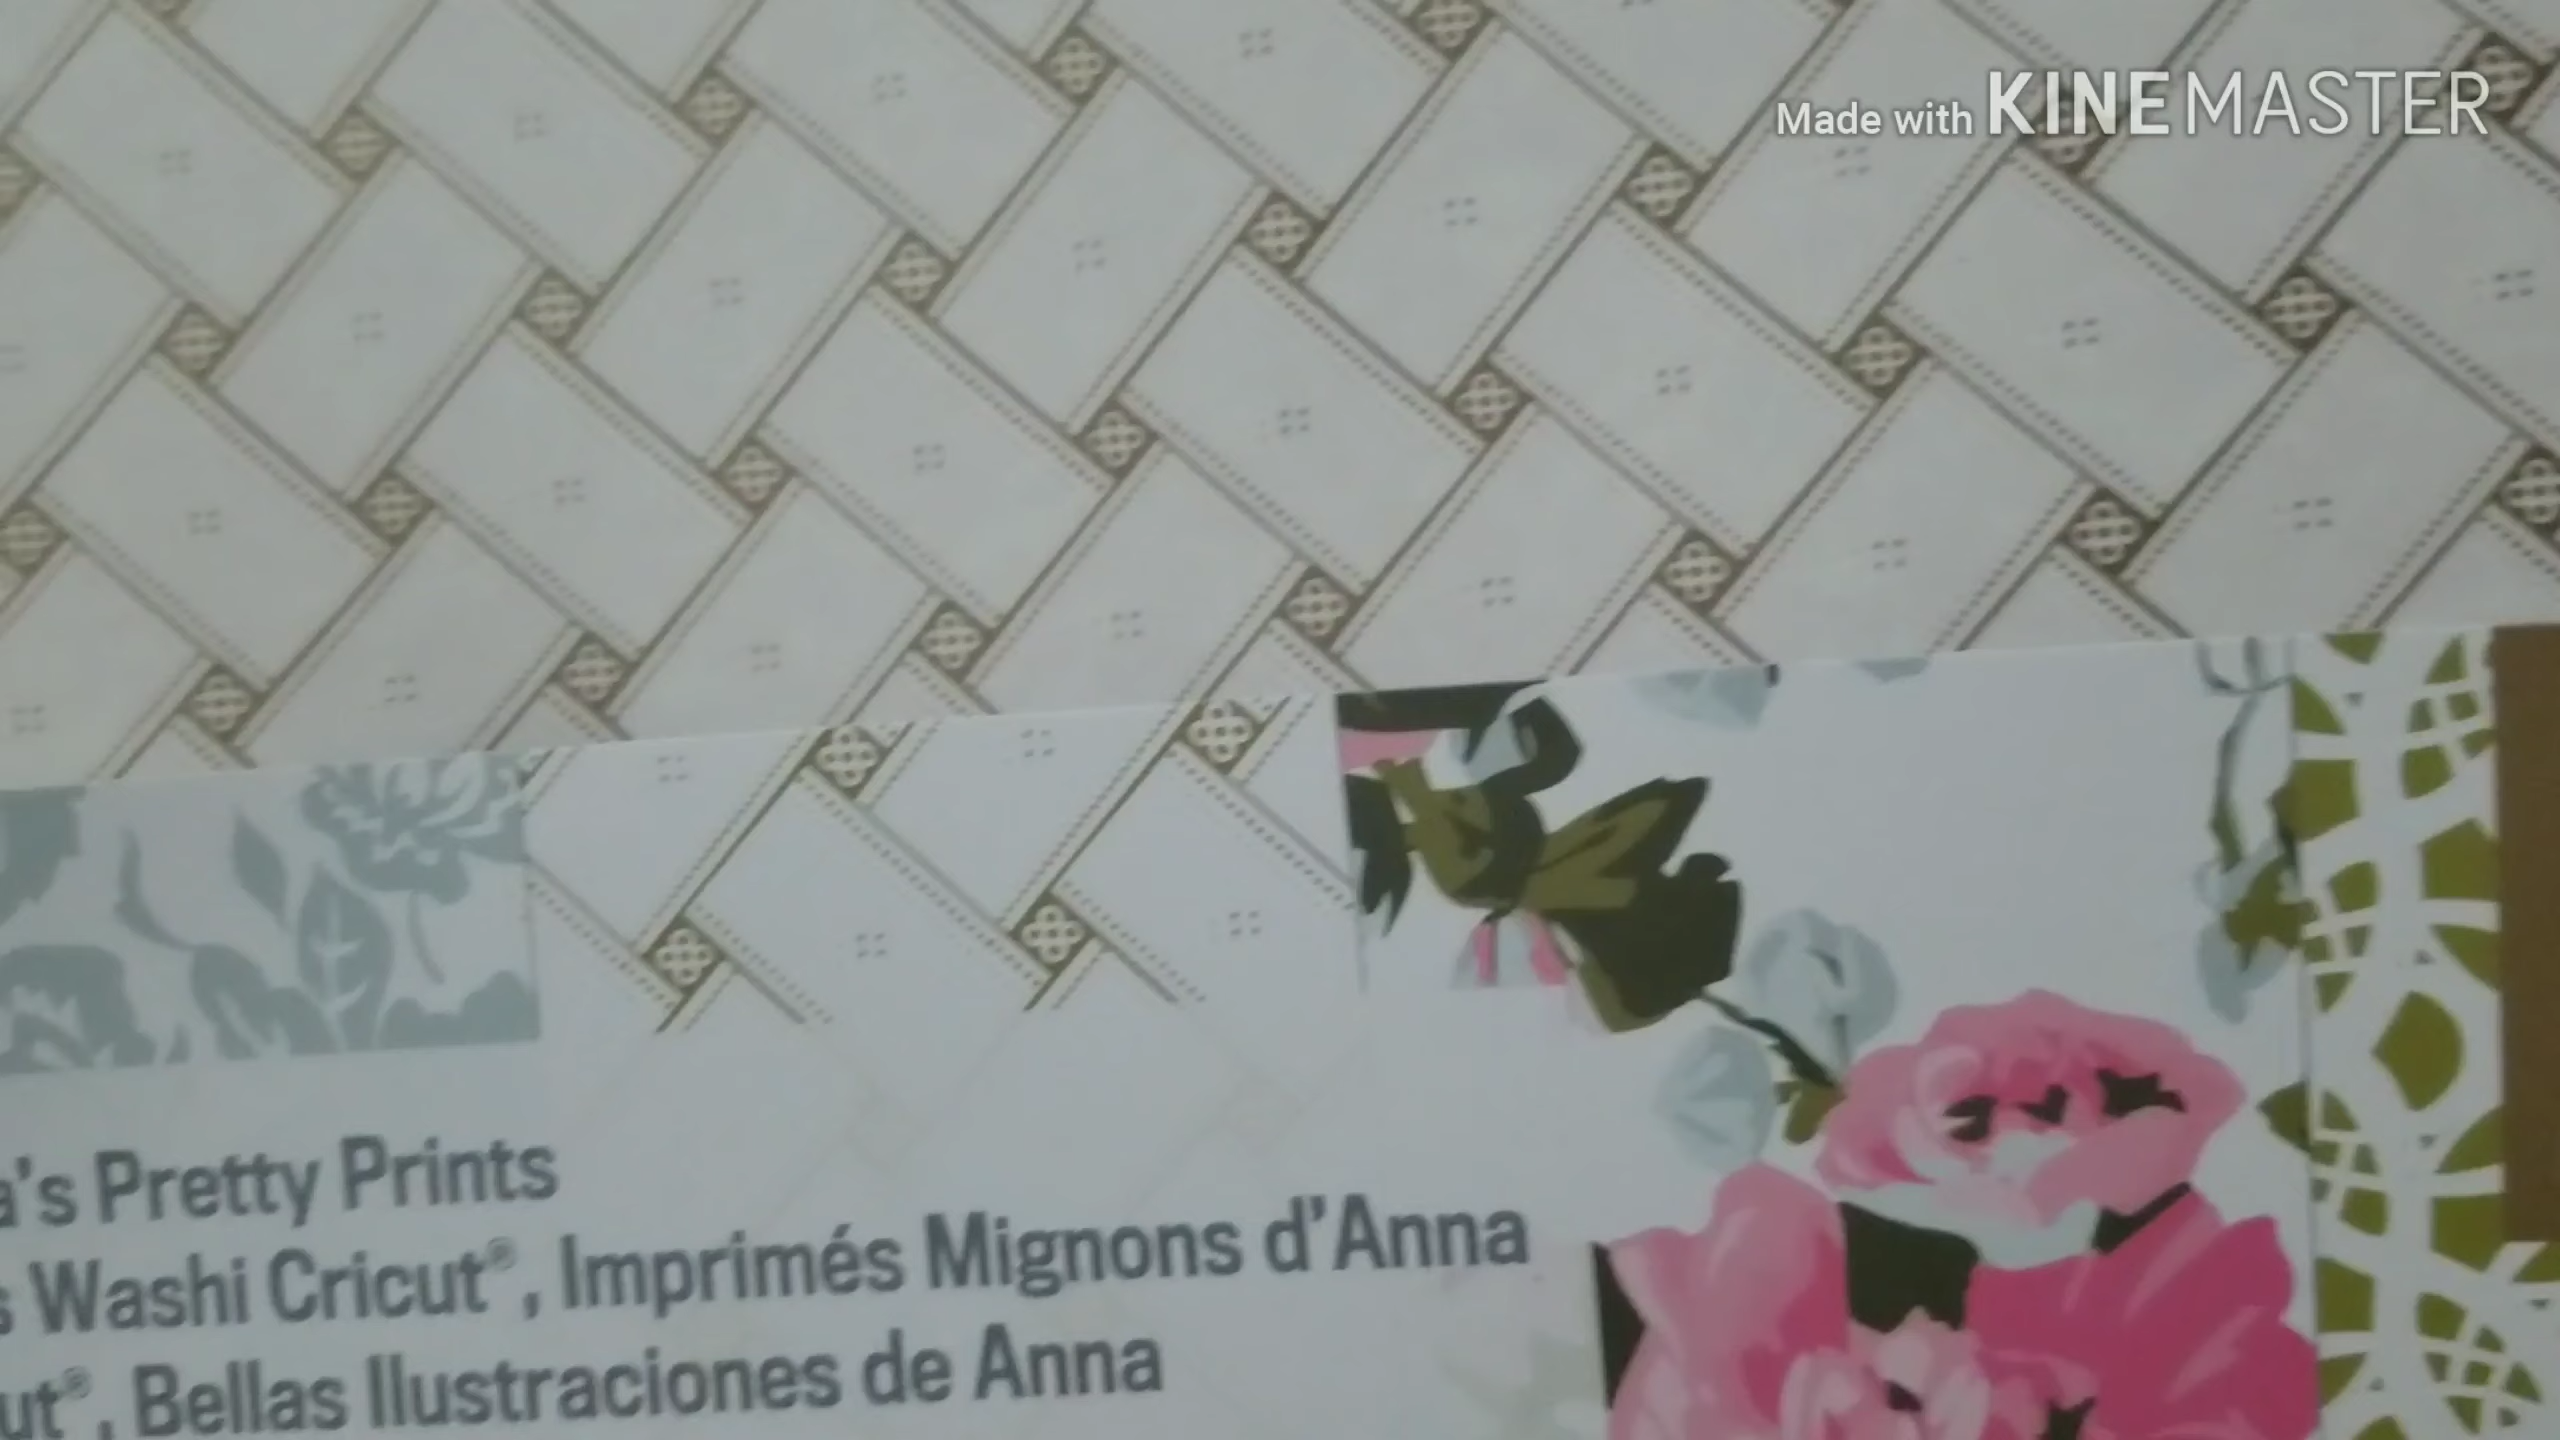 Made with KINEMASTER
a's Pretty Prints
s Washi Cricut®, Imprimés Mignons d'Anna
ut®, Bellas Ilustraciones de Anna